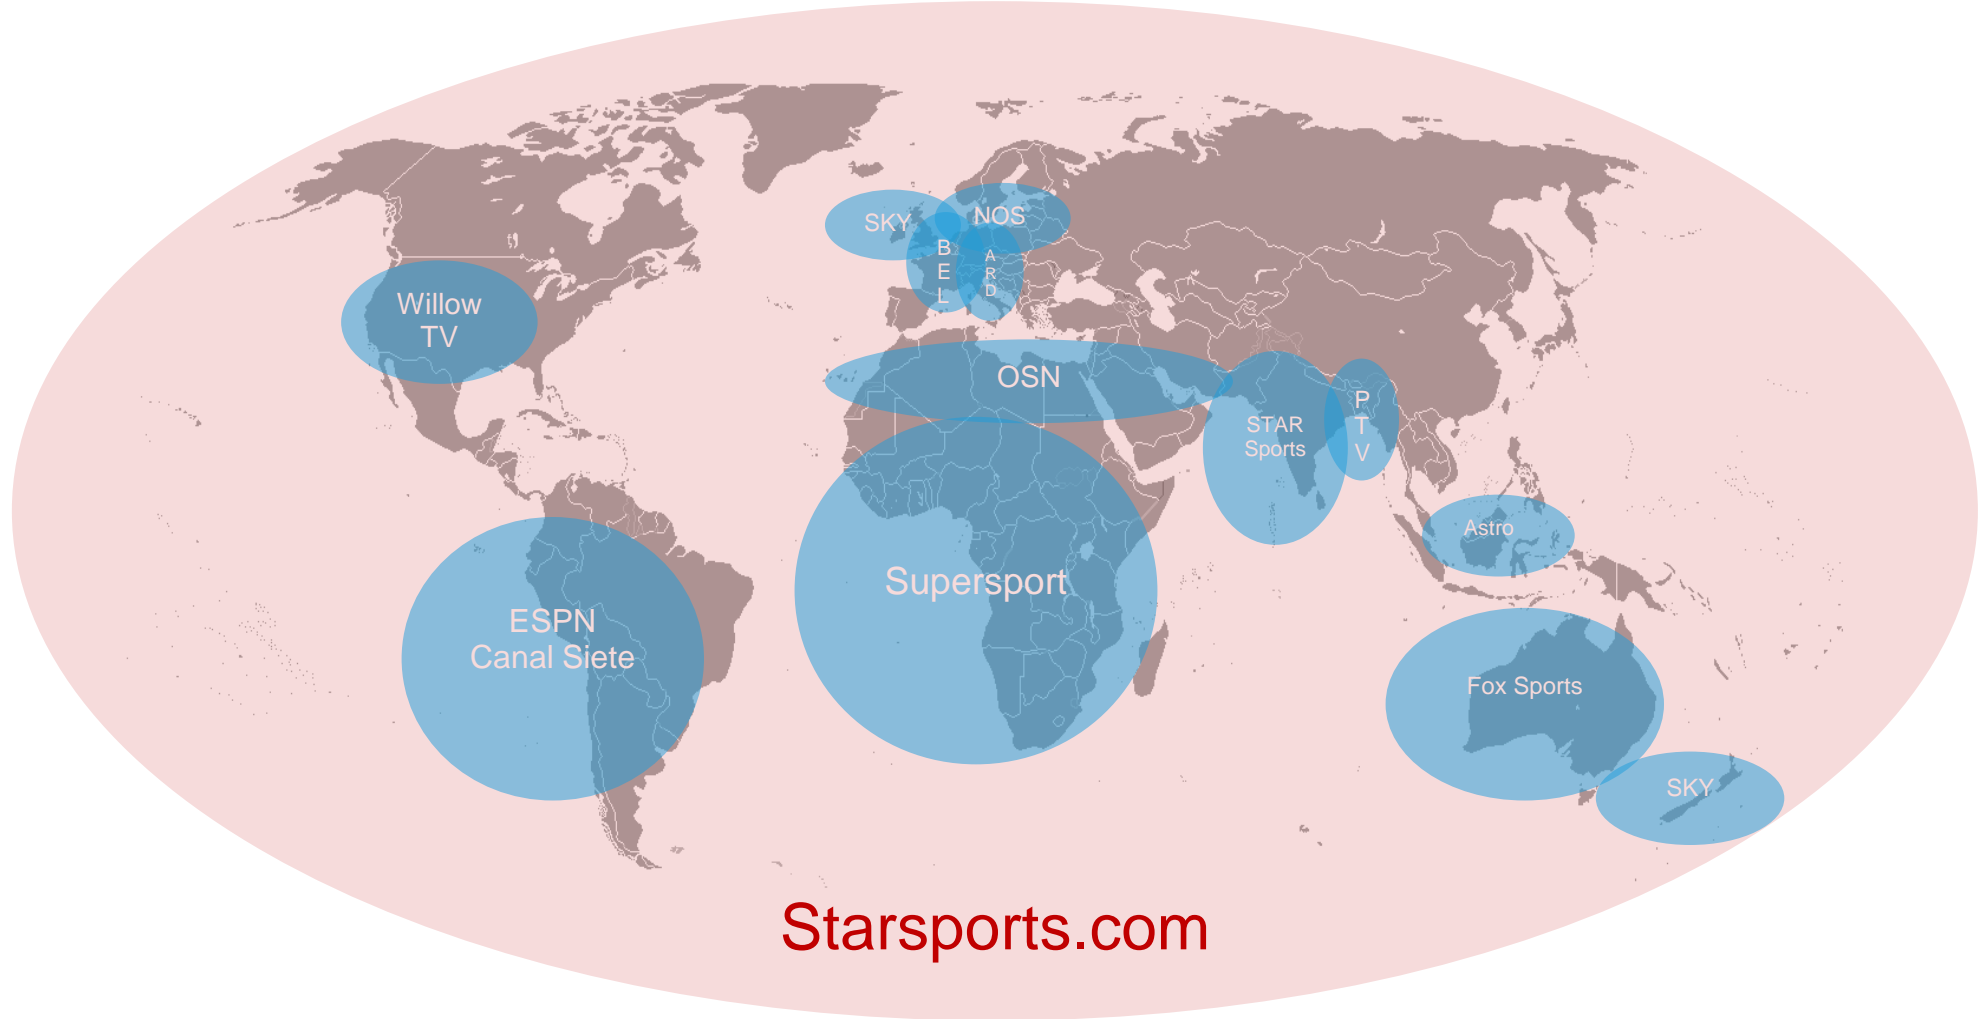 SKY
NOS
B
E
L
A
R
D
Willow
TV
OSN
STAR
Sports
P
T
V
Astro
Supersport
ESPN
Canal Siete
Fox Sports
SKY
Starsports.com